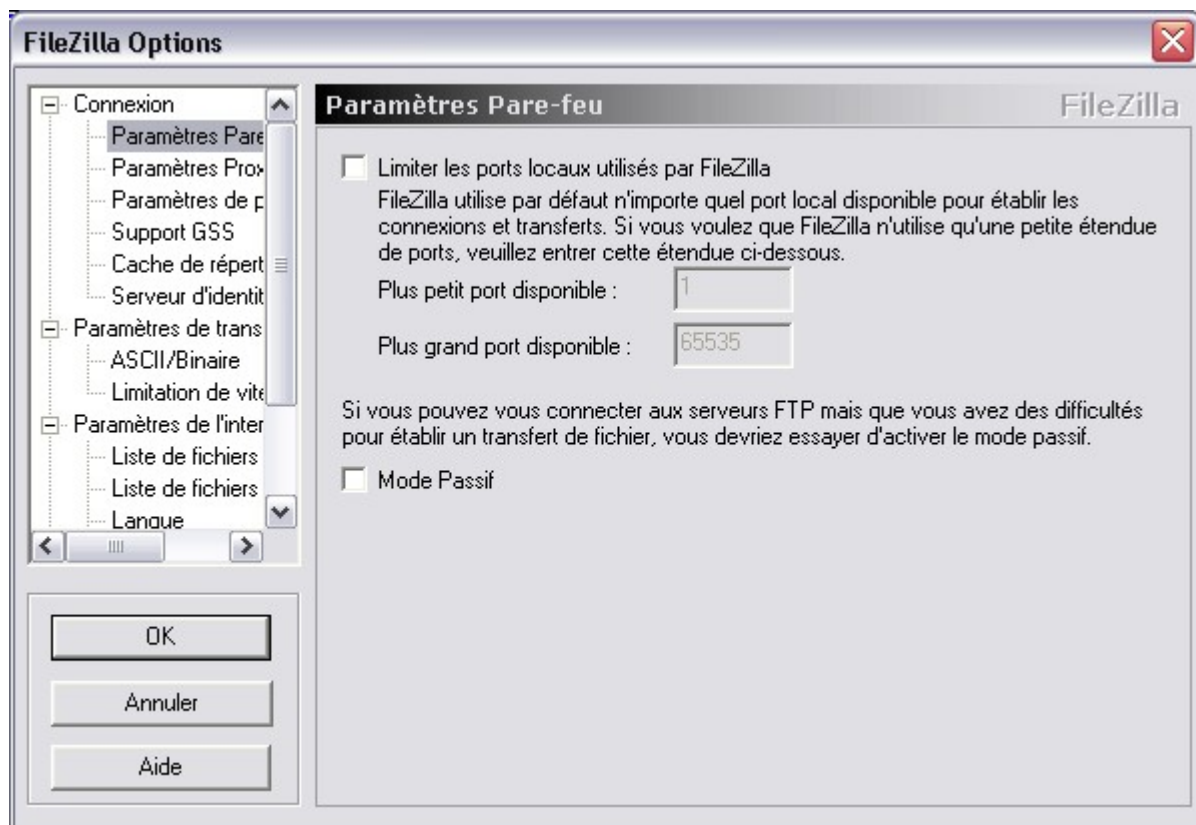 FileZilla Options
Connexion
Paramètres Pare
Paramètres Prox
Paramètres de p
Support GSS
Cache de répert
Serveur d'identit
Paramètres de trans
ASCII/Binaire
Limitation de vite
Paramètres de l'inter
Liste de fichiers
Liste de fichiers
Langue
OK
Annuler
Aide
Paramètres Pare-feu
FileZilla
Limiter les ports locaux utilisés par FileZilla
FileZilla utilise par défaut n'importe quel port local disponible pour établir les
connexions et transferts. Si vous voulez que FileZilla n'utilise qu'une petite étendue
de ports, veuillez entrer cette étendue ci-dessous.
Plus petit port disponible : 1
Plus grand port disponible : 65535
Si vous pouvez vous connecter aux serveurs FTP mais que vous avez des difficultés
pour établir un transfert de fichier, vous devriez essayer d'activer le mode passif.
Mode Passif